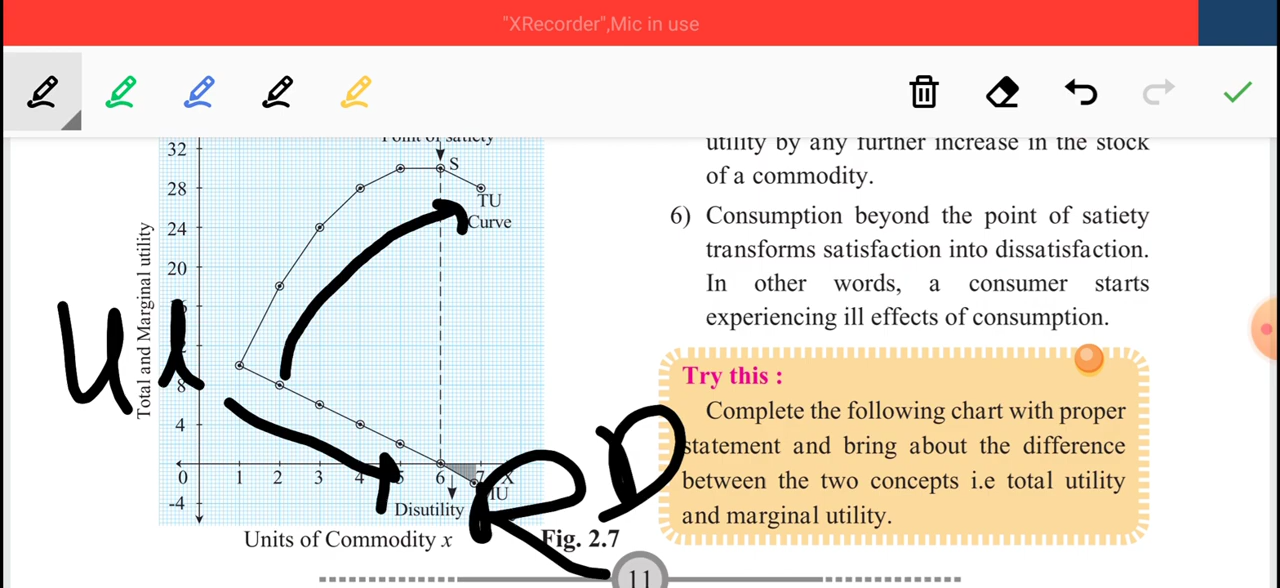 "XRecorder",Mic in use
Point of satiety
32
S
28
TU
Curve
24
20
8
4
0
1
2
3
4
6
7
X
-4
Disutility
Total and Marginal utility
Units of Commodity x
Fig. 2.7
RD
utility by any further increase in the stock
of a commodity.
6) Consumption beyond the point of satiety
transforms satisfaction into dissatisfaction.
In other words, a consumer starts
experiencing ill effects of consumption.
Try this :
Complete the following chart with proper
statement and bring about the difference
between the two concepts i.e total utility
and marginal utility.
11